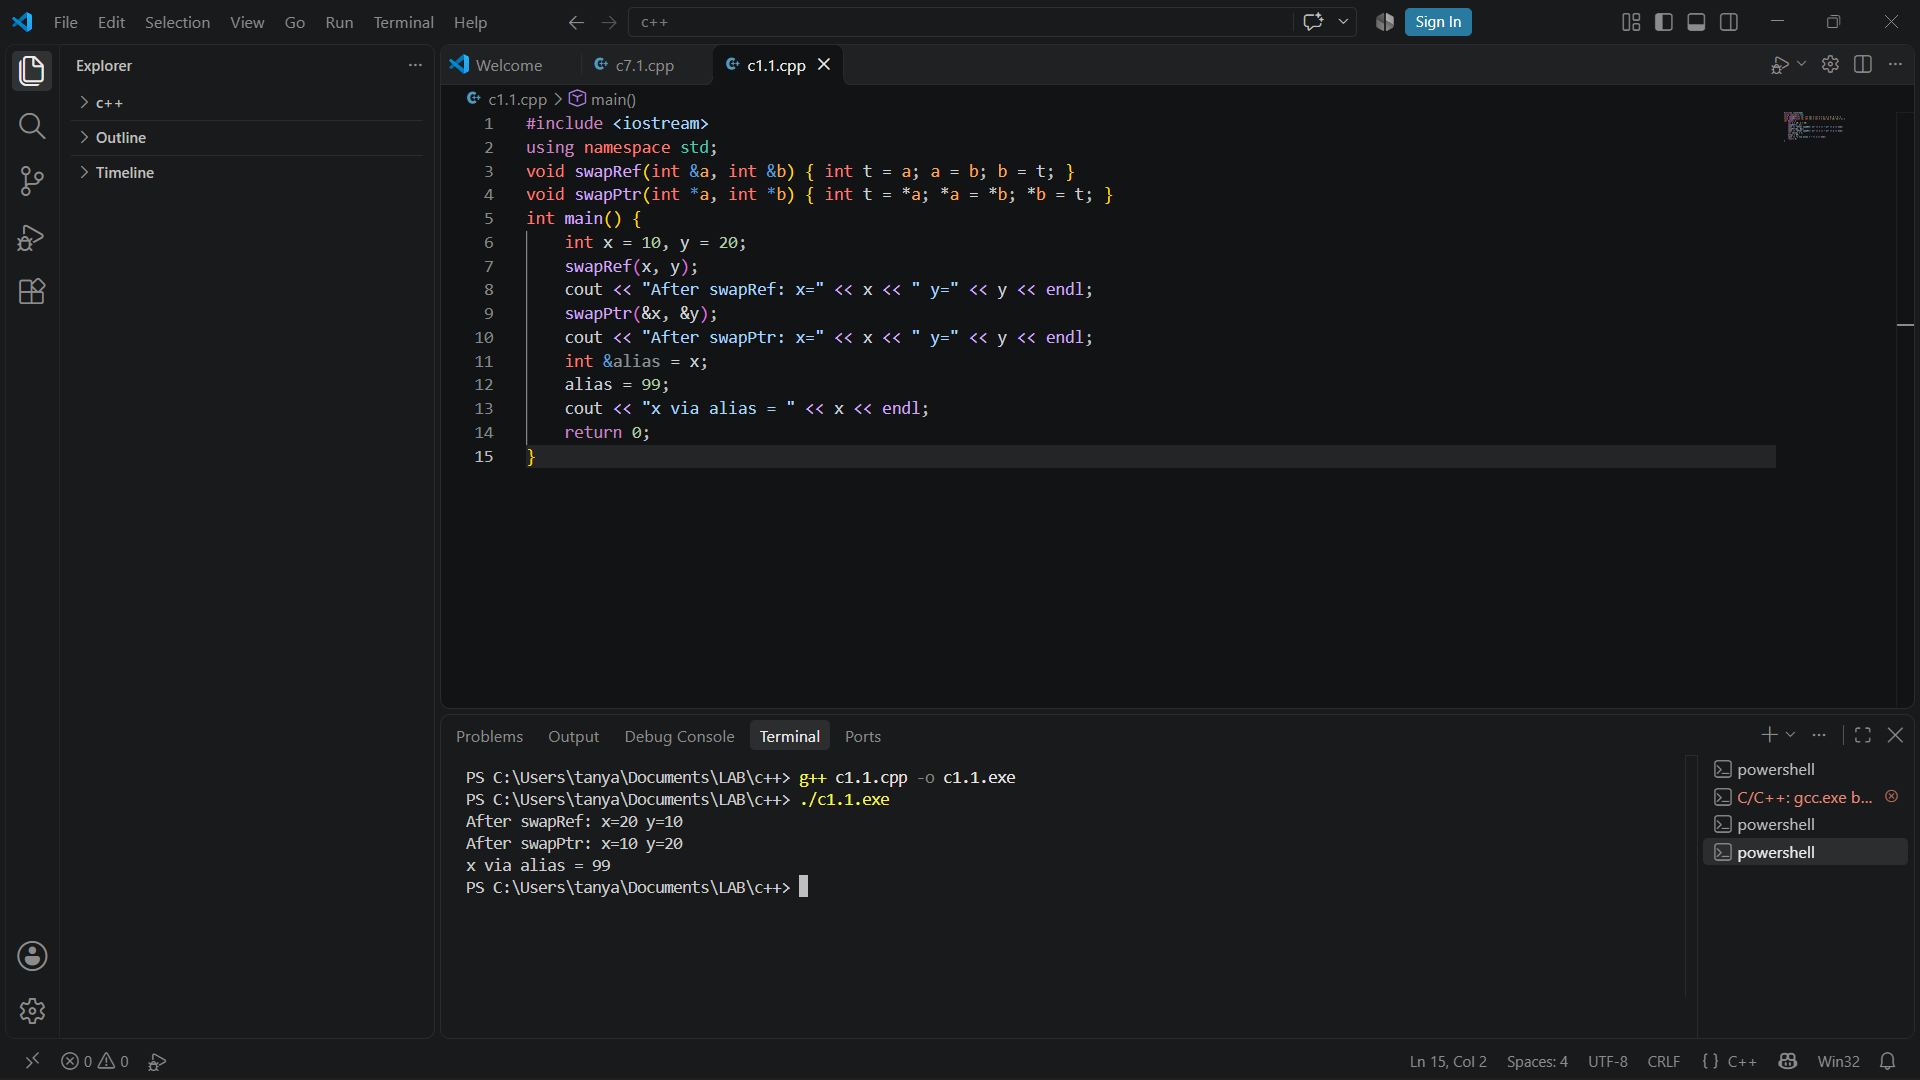 File Edit Selection View Go Run Terminal Help
c++
Sign In
Explorer
c++
Outline
Timeline
Welcome
c7.1.cpp
c1.1.cpp
c1.1.cpp > main()
1 #include <iostream>
2 using namespace std;
3 void swapRef(int &a, int &b) { int t = a; a = b; b = t; }
4 void swapPtr(int *a, int *b) { int t = *a; *a = *b; *b = t; }
5 int main() {
6 int x = 10, y = 20;
7 swapRef(x, y);
8 cout << "After swapRef: x=" << x << " y=" << y << endl;
9 swapPtr(&x, &y);
10 cout << "After swapPtr: x=" << x << " y=" << y << endl;
11 int &alias = x;
12 alias = 99;
13 cout << "x via alias = " << x << endl;
14 return 0;
15 }
Problems Output Debug Console Terminal Ports
PS C:\Users\tanya\Documents\LAB\c++> g++ c1.1.cpp -o c1.1.exe
PS C:\Users\tanya\Documents\LAB\c++> ./c1.1.exe
After swapRef: x=20 y=10
After swapPtr: x=10 y=20
x via alias = 99
PS C:\Users\tanya\Documents\LAB\c++>
powershell
C/C++: gcc.exe b...
powershell
powershell
0 0
Ln 15, Col 2 Spaces: 4 UTF-8 CRLF { } C++ Win32